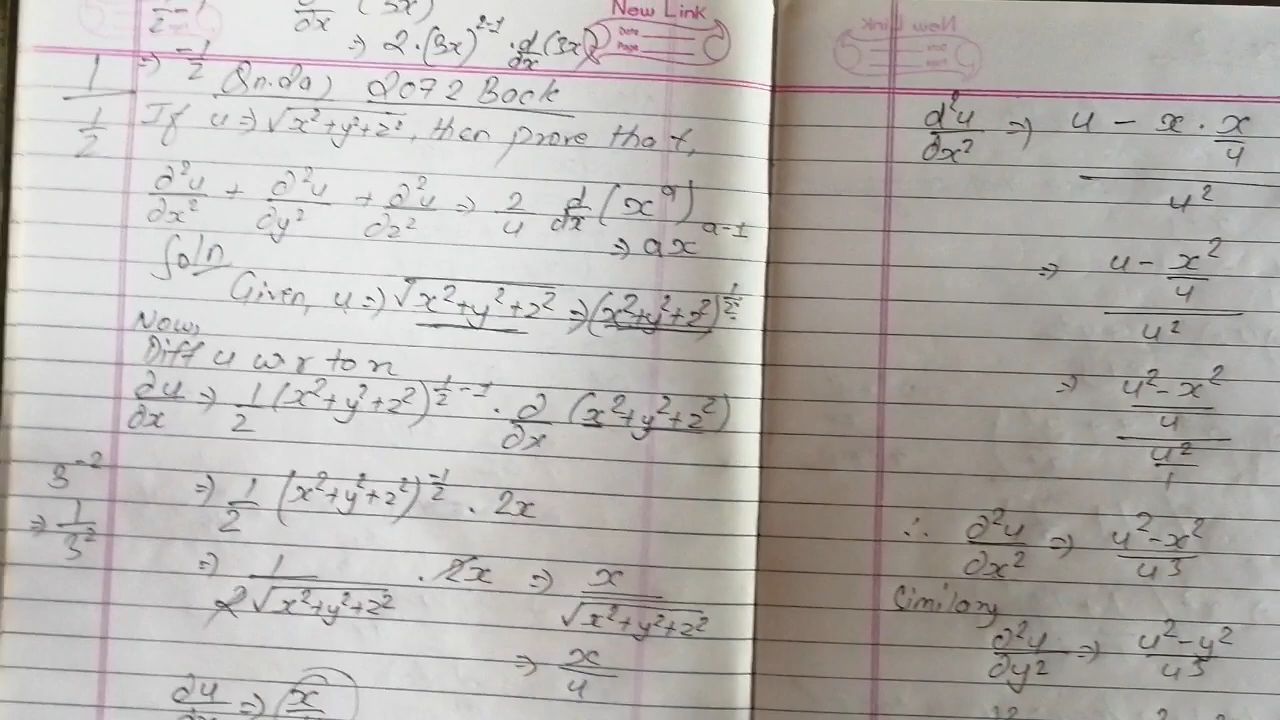 ∂/∂x (3x)
New Link
⇒ 2·(3x)^{2-1} · d/dx (3x)
Date
Page
⇒ -1/2
Qn.2a) 2072 Back
If u ⇒ √(x²+y²+z²), then prove that,
∂²u/∂x² + ∂²u/∂y² + ∂²u/∂z² ⇒ 2/u
d/dx (x^a)
⇒ ax^{a-1}
Soln
Given, u ⇒ √(x²+y²+z²) ⇒ (x²+y²+z²)^{1/2}
Now,
Diff u w r to x
∂u/∂x ⇒ 1/2 (x²+y²+z²)^{1/2 - 1} · ∂/∂x (x²+y²+z²)
3^{-2}
⇒ 1/3²
⇒ 1/2 (x²+y²+z²)^{-1/2} · 2x
⇒ 1/(2√(x²+y²+z²)) · 2x ⇒ x/√(x²+y²+z²)
⇒ x/u
∂²u/∂x² ⇒ (u - x · x/u)/u²
⇒ (u - x²/u)/u²
⇒ ((u² - x²)/u)/(u²/1)
∴ ∂²u/∂x² ⇒ (u² - x²)/u³
Similary
∂²u/∂y² ⇒ (u² - y²)/u³